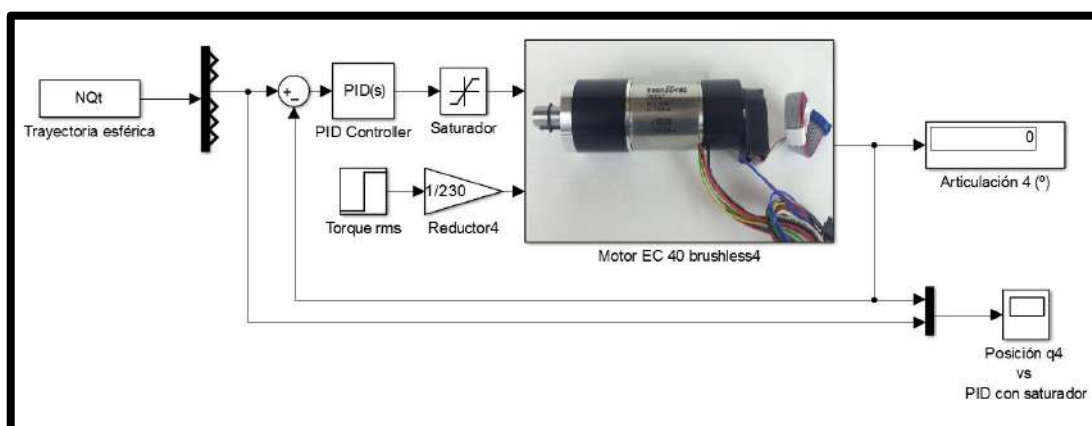 NQt
Trayectoria esférica
+
−
PID(s)
PID Controller
Saturador
Torque rms
1/230
Reductor4
Motor EC 40 brushless4
0
Articulación 4 (º)
Posición q4
vs
PID con saturador